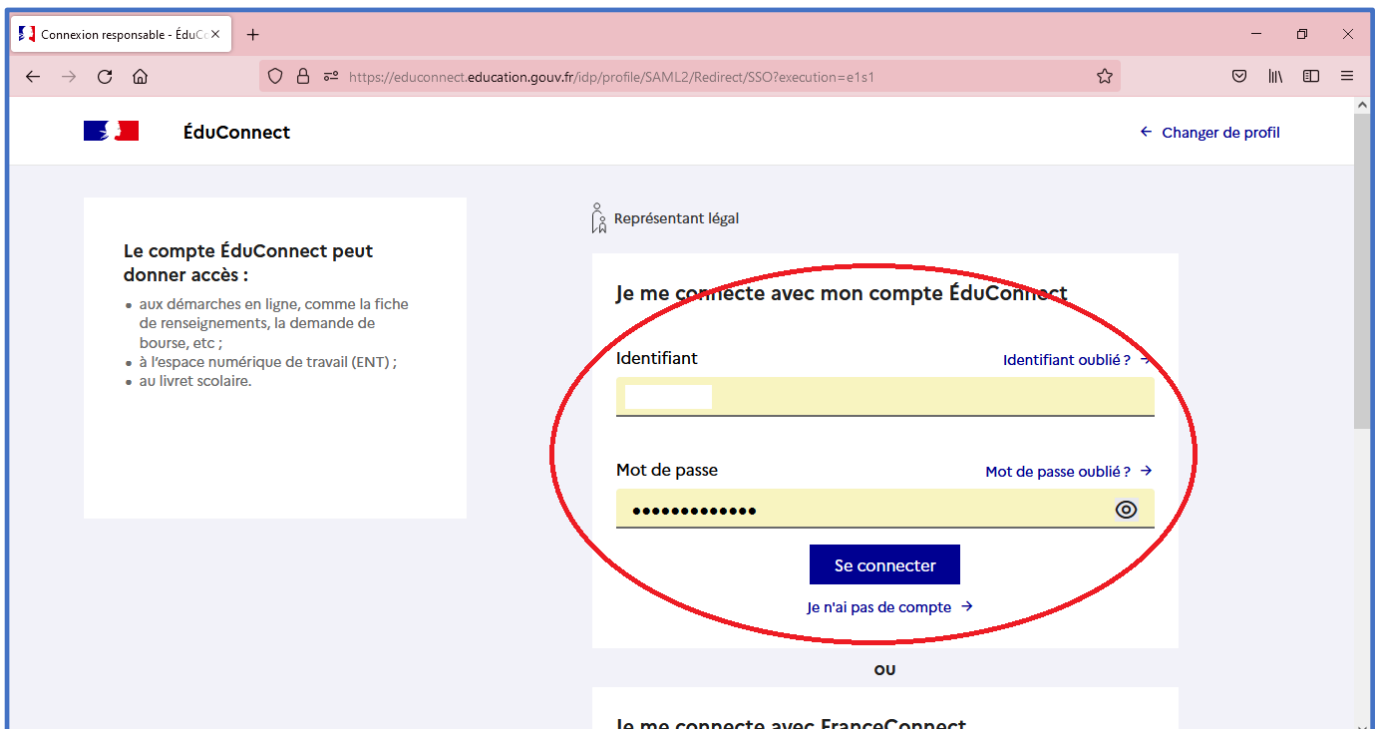 Connexion responsable - ÉduC
https://educonnect.education.gouv.fr/idp/profile/SAML2/Redirect/SSO?execution=e1s1
ÉduConnect
← Changer de profil
Le compte ÉduConnect peut
donner accès :
• aux démarches en ligne, comme la fiche
de renseignements, la demande de
bourse, etc ;
• à l'espace numérique de travail (ENT) ;
• au livret scolaire.
Représentant légal
Je me connecte avec mon compte ÉduConnect
Identifiant
Identifiant oublié ? →
Mot de passe
Mot de passe oublié ? →
•••••••••••••
Se connecter
Je n'ai pas de compte →
OU
Je me connecte avec FranceConnect